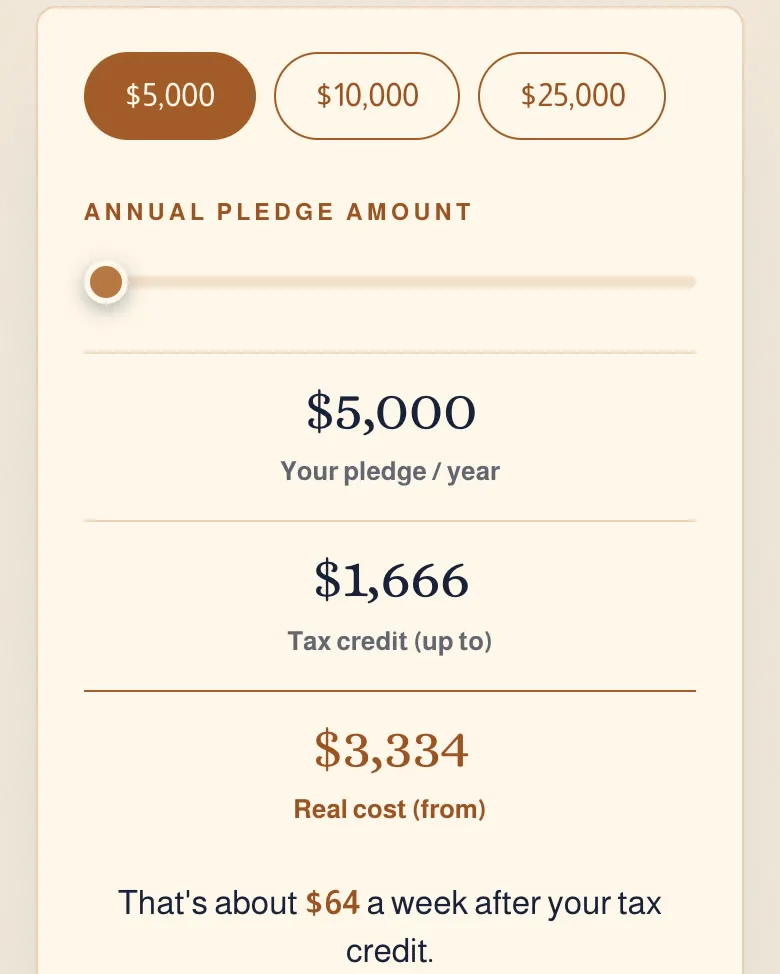 $5,000 $10,000 $25,000
ANNUAL PLEDGE AMOUNT
$5,000
Your pledge / year
$1,666
Tax credit (up to)
$3,334
Real cost (from)
That's about $64 a week after your tax
credit.